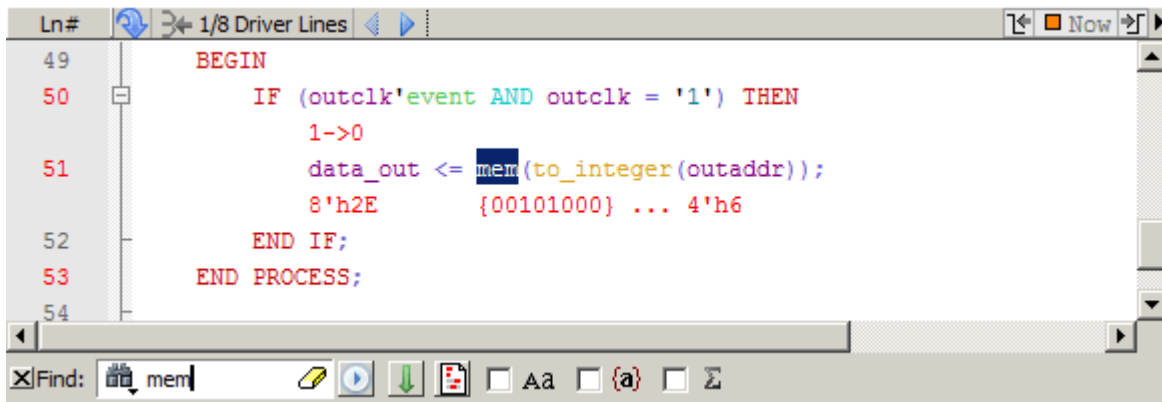 Ln# 1/8 Driver Lines Now
49 BEGIN
50 IF (outclk'event AND outclk = '1') THEN
1->0
51 data_out <= mem(to_integer(outaddr));
8'h2E {00101000} ... 4'h6
52 END IF;
53 END PROCESS;
54
Find: mem Aa {a} Σ